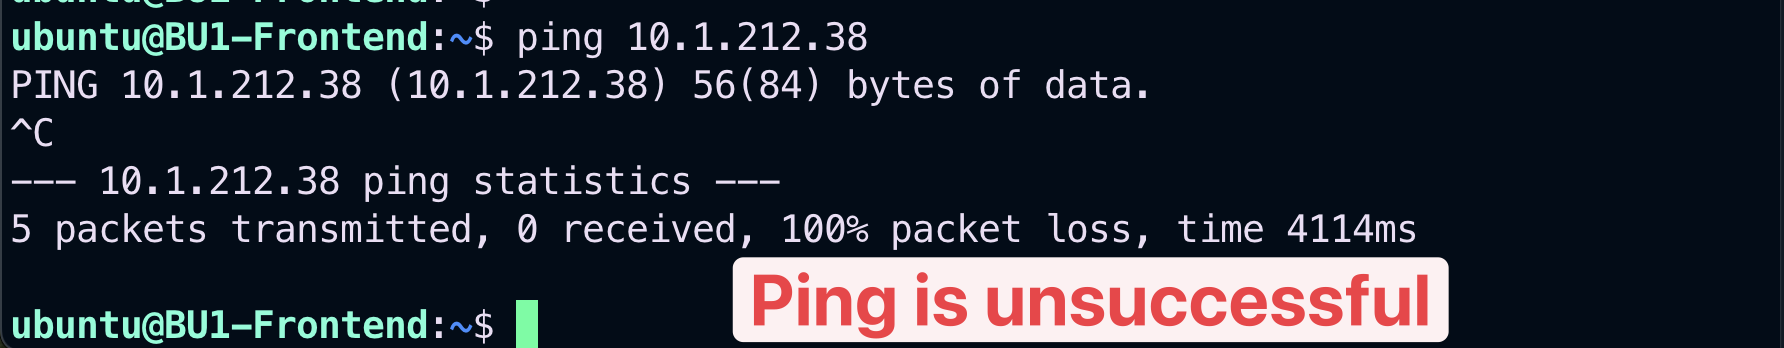 ubuntu@BU1-Frontend:~$ ping 10.1.212.38
PING 10.1.212.38 (10.1.212.38) 56(84) bytes of data.
^C
--- 10.1.212.38 ping statistics ---
5 packets transmitted, 0 received, 100% packet loss, time 4114ms
Ping is unsuccessful
ubuntu@BU1-Frontend:~$